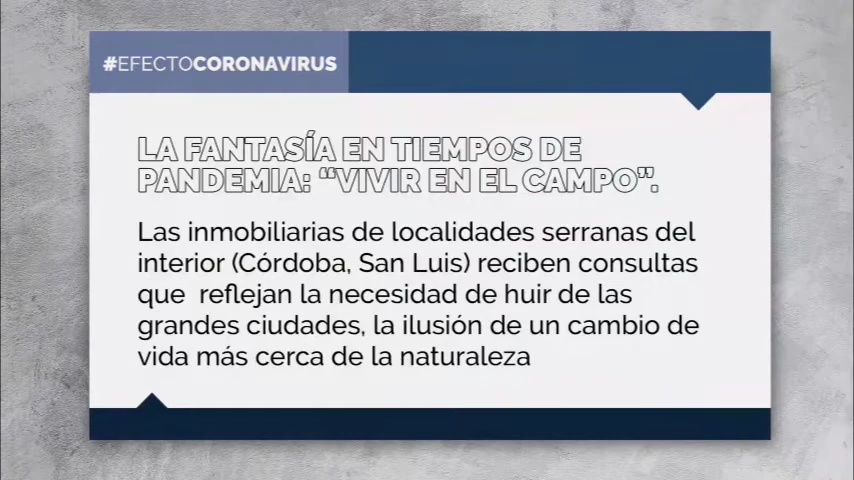 #EFECTOCORONAVIRUS
LA FANTASÍA EN TIEMPOS DE
PANDEMIA: “VIVIR EN EL CAMPO”.
Las inmobiliarias de localidades serranas del
interior (Córdoba, San Luis) reciben consultas
que reflejan la necesidad de huir de las
grandes ciudades, la ilusión de un cambio de
vida más cerca de la naturaleza